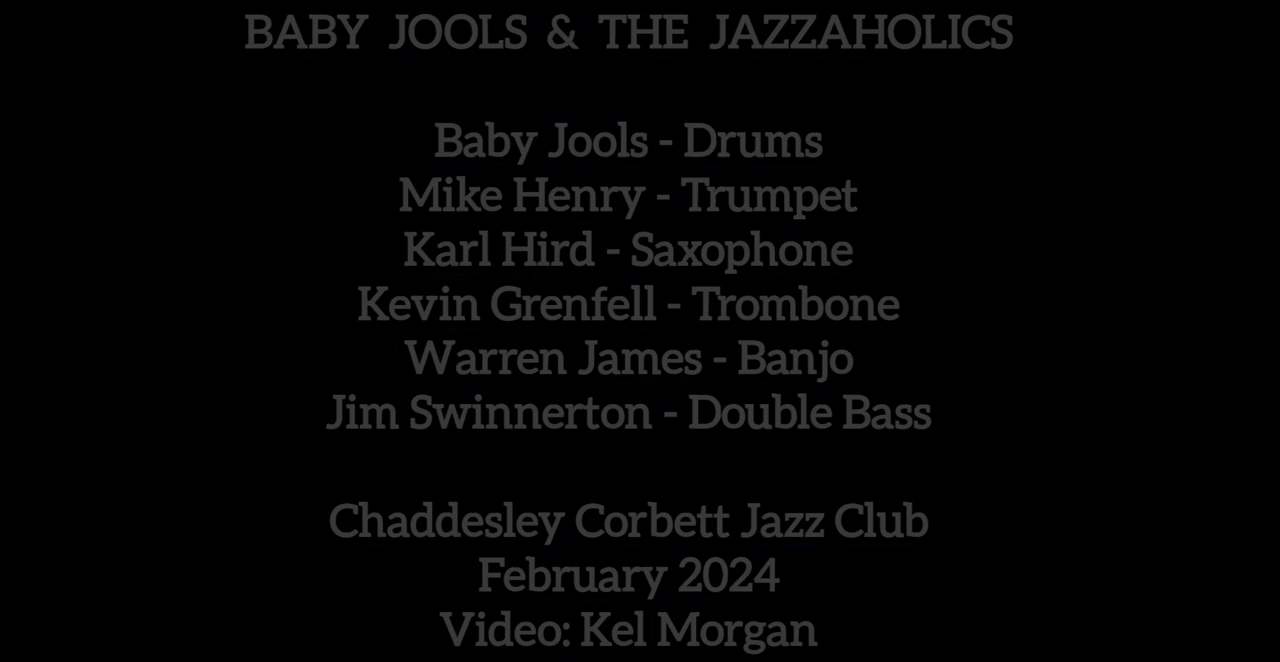 BABY JOOLS & THE JAZZAHOLICS
Baby Jools - Drums
Mike Henry - Trumpet
Karl Hird - Saxophone
Kevin Grenfell - Trombone
Warren James - Banjo
Jim Swinnerton - Double Bass
Chaddesley Corbett Jazz Club
February 2024
Video: Kel Morgan